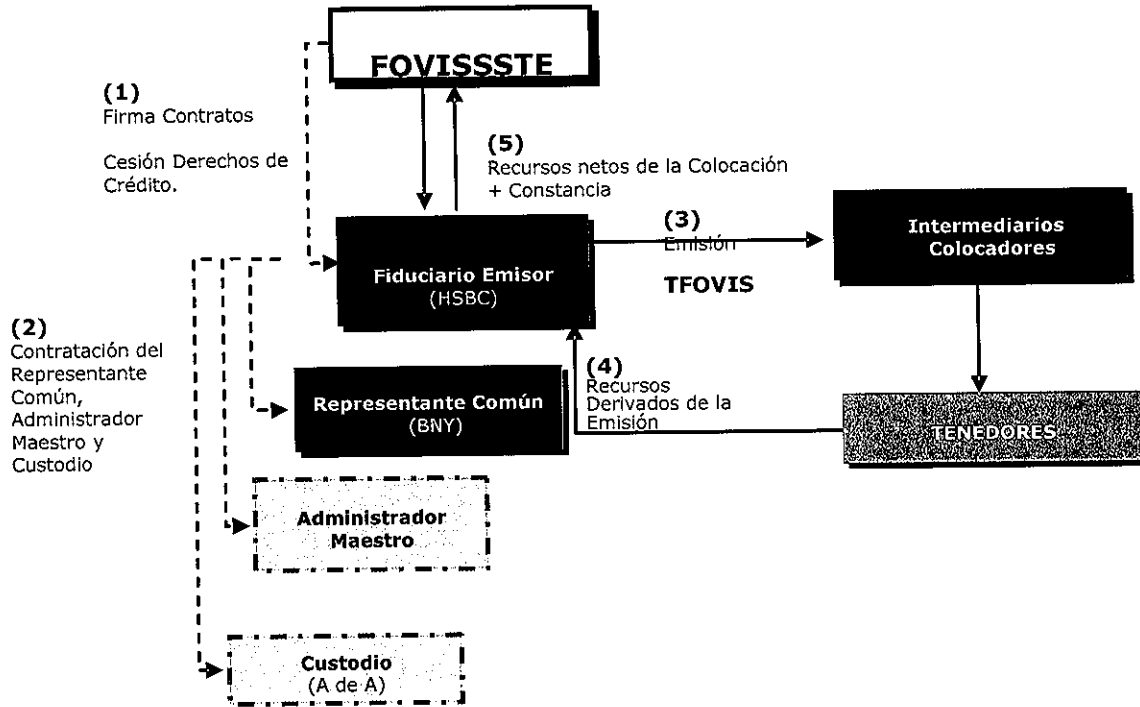 FOVISSSTE
(1)
Firma Contratos
Cesión Derechos de
Crédito.
(5)
Recursos netos de la Colocación
+ Constancia
(3)
Emisión
TFOVIS
Intermediarios
Colocadores
Fiduciario Emisor
(HSBC)
(2)
Contratación del
Representante
Común,
Administrador
Maestro y
Custodio
(4)
Recursos
Derivados de la
Emisión
Representante Común
(BNY)
TENEDORES
Administrador
Maestro
Custodio
(A de A)